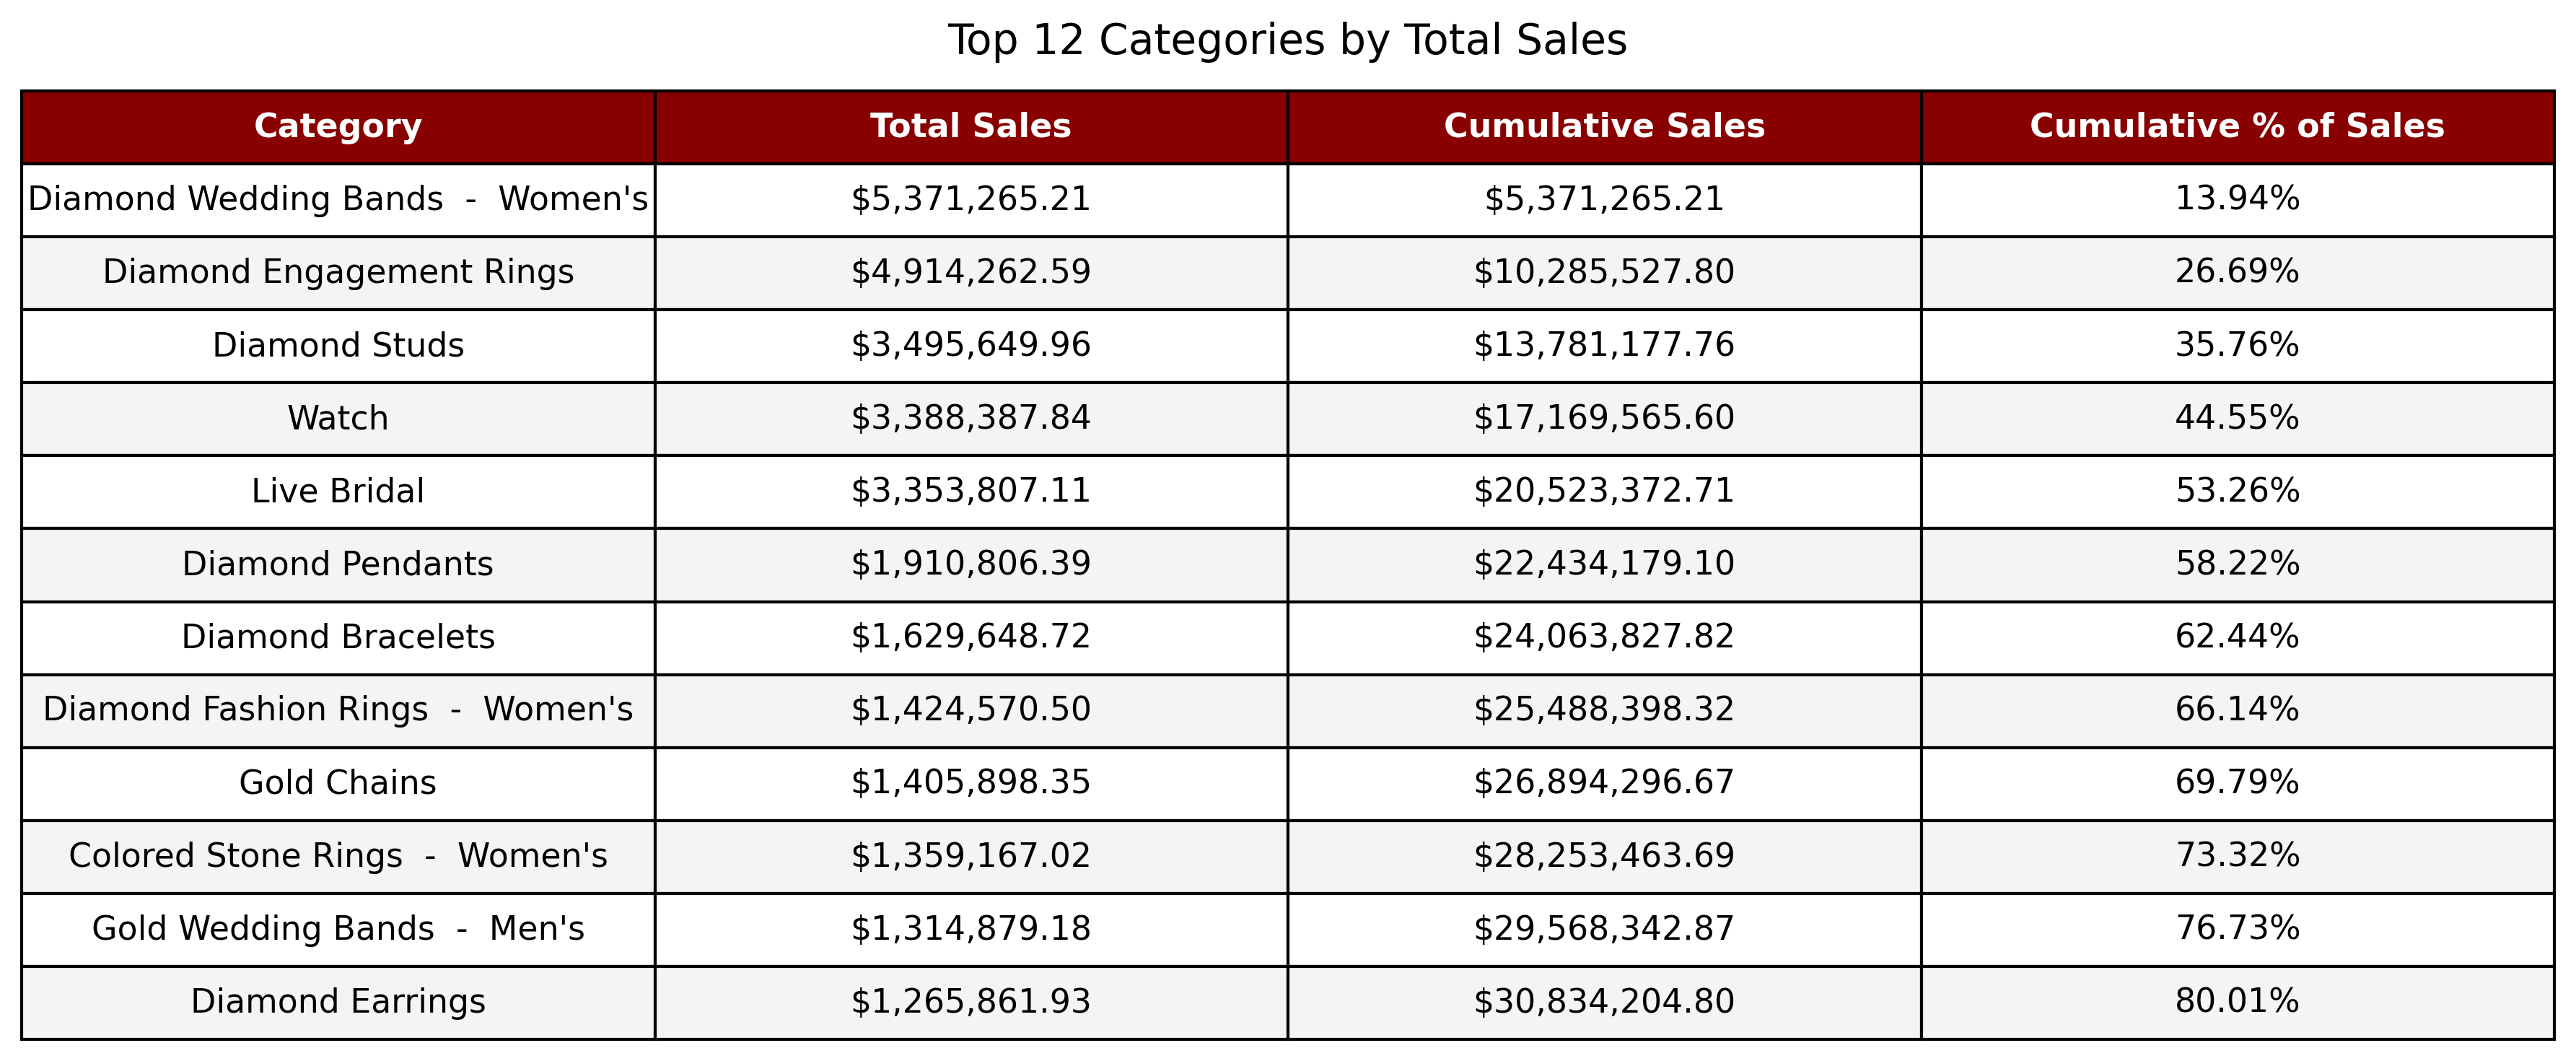 Top 12 Categories by Total Sales
Category Total Sales Cumulative Sales Cumulative % of Sales
Diamond Wedding Bands  -  Women's $5,371,265.21 $5,371,265.21 13.94%
Diamond Engagement Rings $4,914,262.59 $10,285,527.80 26.69%
Diamond Studs $3,495,649.96 $13,781,177.76 35.76%
Watch $3,388,387.84 $17,169,565.60 44.55%
Live Bridal $3,353,807.11 $20,523,372.71 53.26%
Diamond Pendants $1,910,806.39 $22,434,179.10 58.22%
Diamond Bracelets $1,629,648.72 $24,063,827.82 62.44%
Diamond Fashion Rings  -  Women's $1,424,570.50 $25,488,398.32 66.14%
Gold Chains $1,405,898.35 $26,894,296.67 69.79%
Colored Stone Rings  -  Women's $1,359,167.02 $28,253,463.69 73.32%
Gold Wedding Bands  -  Men's $1,314,879.18 $29,568,342.87 76.73%
Diamond Earrings $1,265,861.93 $30,834,204.80 80.01%